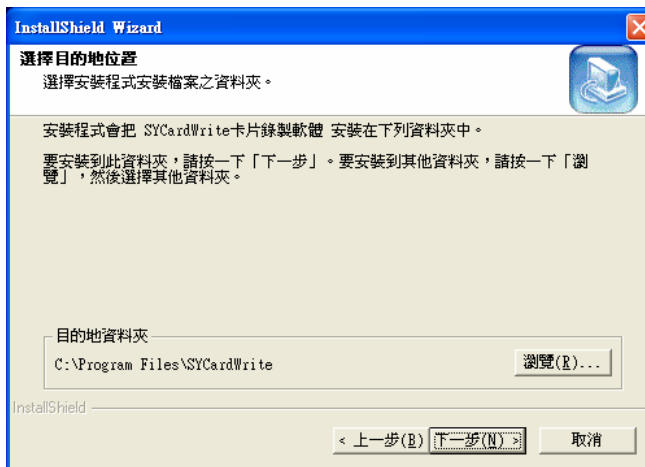 InstallShield Wizard
選擇目的地位置
選擇安裝程式安裝檔案之資料夾。
安裝程式會把 SYCardWrite卡片錄製軟體 安裝在下列資料夾中。
要安裝到此資料夾，請按一下「下一步」。要安裝到其他資料夾，請按一下「瀏
覽」，然後選擇其他資料夾。
目的地資料夾
C:\Program Files\SYCardWrite
瀏覽(R)...
InstallShield
< 上一步(B)
下一步(N) >
取消